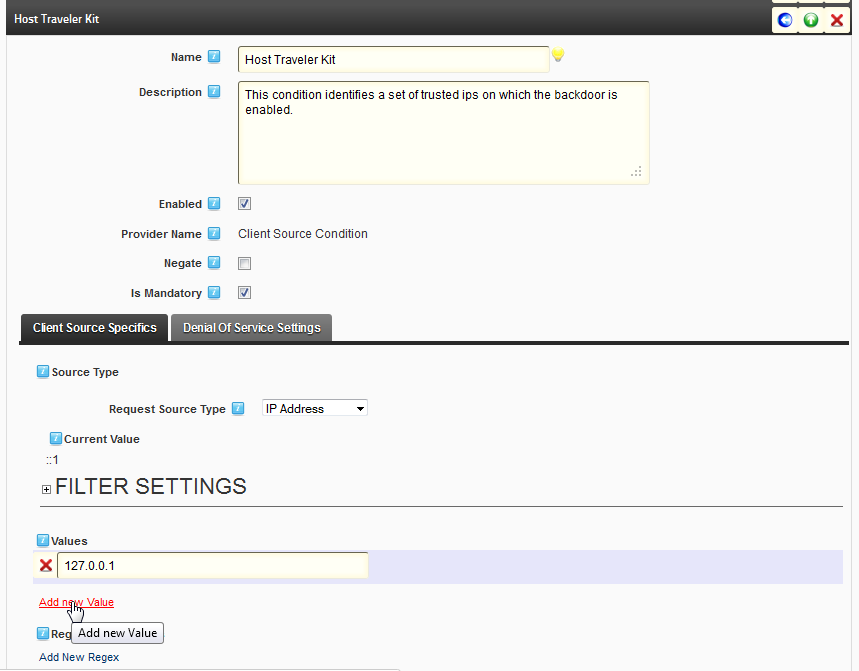 Host Traveler Kit
Name Host Traveler Kit
Description This condition identifies a set of trusted ips on which the backdoor is
enabled.
Enabled
Provider Name Client Source Condition
Negate
Is Mandatory
Client Source Specifics Denial Of Service Settings
Source Type
Request Source Type IP Address
Current Value
::1
FILTER SETTINGS
Values
127.0.0.1
Add new Value
Add new Value
Add New Regex